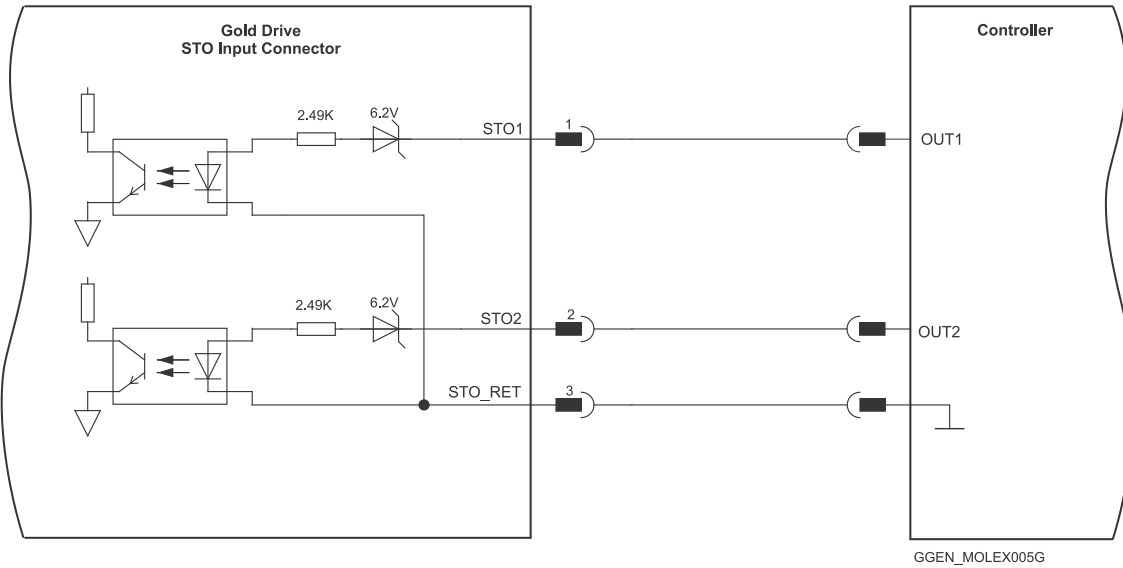 Gold Drive
STO Input Connector
Controller
2.49K
6.2V
STO1
1
OUT1
2.49K
6.2V
STO2
2
OUT2
STO_RET
3
GGEN_MOLEX005G